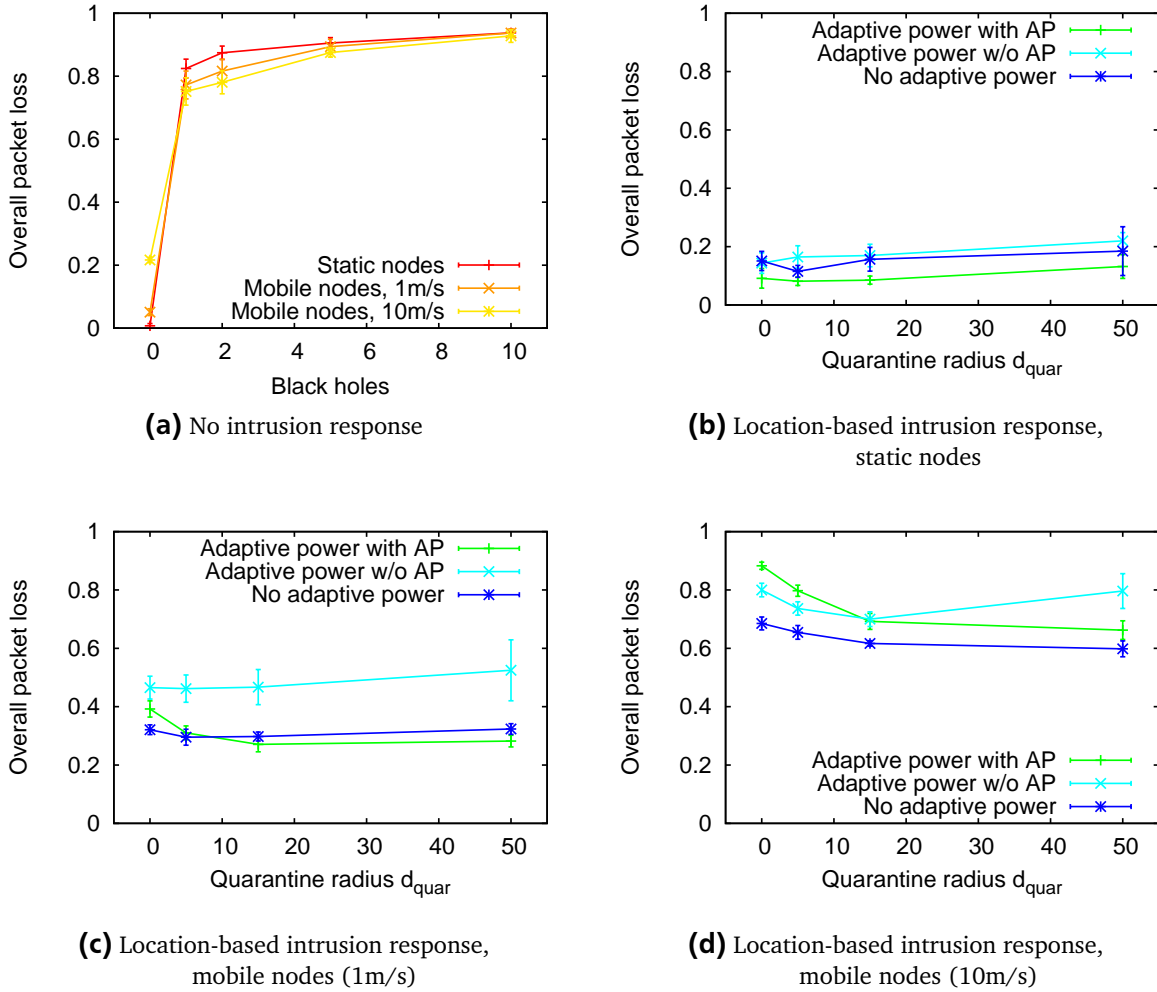 Overall packet loss
1
0.8
0.6
0.4
0.2
0
Static nodes
Mobile nodes, 1m/s
Mobile nodes, 10m/s
0 2 4 6 8 10
Black holes
(a) No intrusion response
Overall packet loss
1
0.8
0.6
0.4
0.2
0
Adaptive power with AP
Adaptive power w/o AP
No adaptive power
0 10 20 30 40 50
Quarantine radius d_quar
(b) Location-based intrusion response,
static nodes
Overall packet loss
1
0.8
0.6
0.4
0.2
0
Adaptive power with AP
Adaptive power w/o AP
No adaptive power
0 10 20 30 40 50
Quarantine radius d_quar
(c) Location-based intrusion response,
mobile nodes (1m/s)
Overall packet loss
1
0.8
0.6
0.4
0.2
0
Adaptive power with AP
Adaptive power w/o AP
No adaptive power
0 10 20 30 40 50
Quarantine radius d_quar
(d) Location-based intrusion response,
mobile nodes (10m/s)